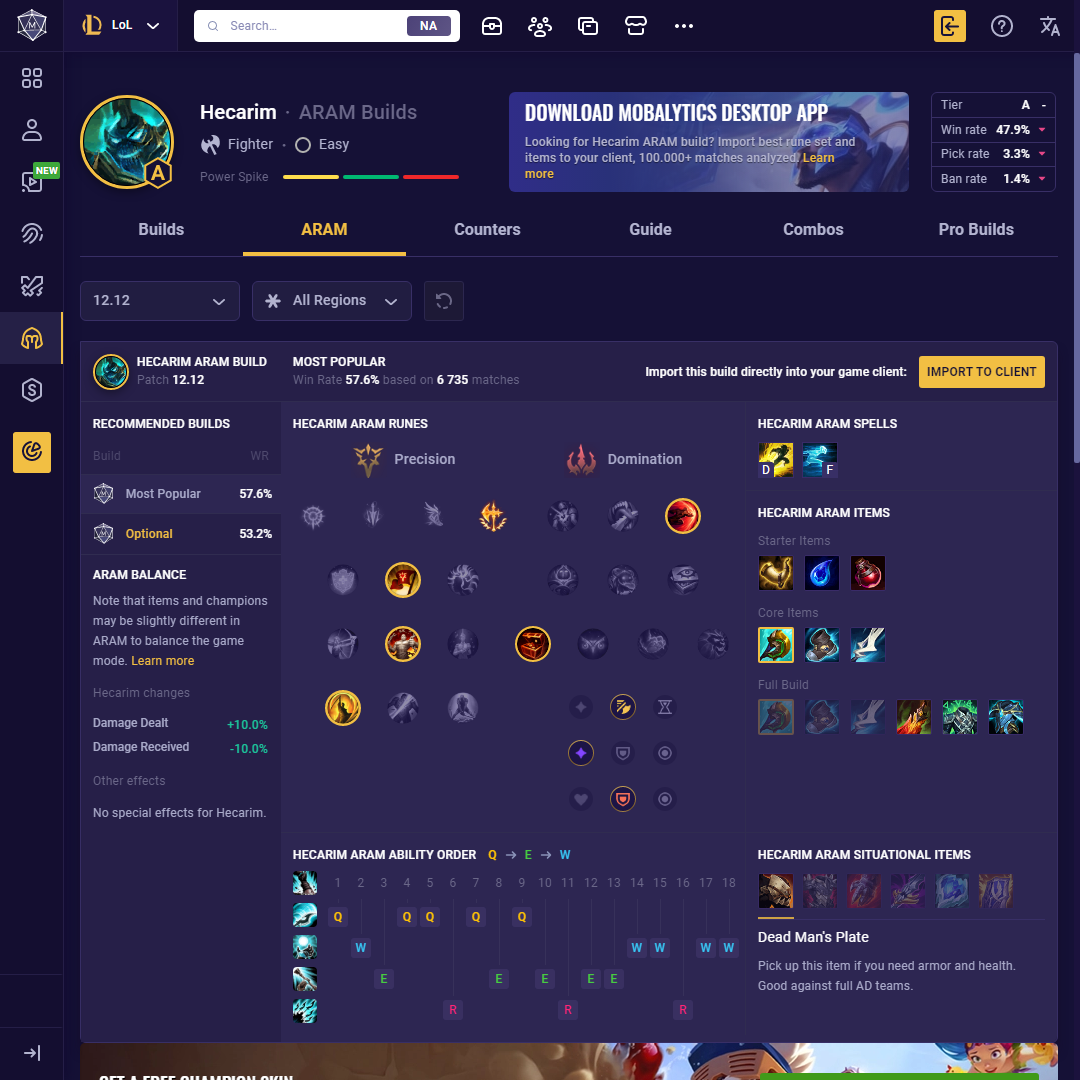 LoL
Search...
NA
NEW
Hecarim · ARAM Builds
Fighter · Easy
Power Spike
A
DOWNLOAD MOBALYTICS DESKTOP APP
Looking for Hecarim ARAM build? Import best rune set and
items to your client, 100.000+ matches analyzed. Learn
more
Tier A -
Win rate 47.9%
Pick rate 3.3%
Ban rate 1.4%
Builds
ARAM
Counters
Guide
Combos
Pro Builds
12.12
All Regions
HECARIM ARAM BUILD
Patch 12.12
MOST POPULAR
Win Rate 57.6% based on 6 735 matches
Import this build directly into your game client:
IMPORT TO CLIENT
RECOMMENDED BUILDS
Build WR
Most Popular 57.6%
Optional 53.2%
ARAM BALANCE
Note that items and champions
may be slightly different in
ARAM to balance the game
mode. Learn more
Hecarim changes
Damage Dealt +10.0%
Damage Received -10.0%
Other effects
No special effects for Hecarim.
HECARIM ARAM RUNES
Precision
Domination
HECARIM ARAM SPELLS
D F
HECARIM ARAM ITEMS
Starter Items
Core Items
Full Build
HECARIM ARAM ABILITY ORDER Q → E → W
1 2 3 4 5 6 7 8 9 10 11 12 13 14 15 16 17 18
Q Q Q Q Q
W W W W W
E E E E E
R R R
HECARIM ARAM SITUATIONAL ITEMS
Dead Man's Plate
Pick up this item if you need armor and health.
Good against full AD teams.
GET A FREE CHAMPION SKIN